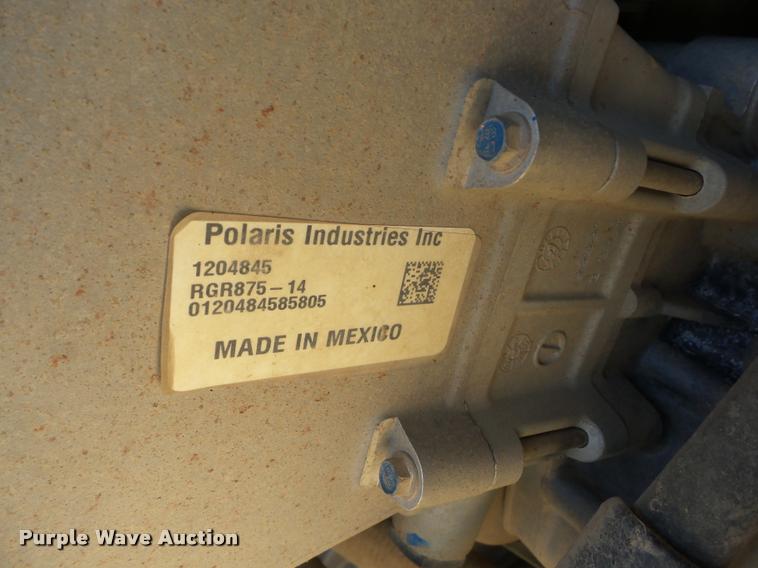 Polaris Industries Inc
1204845
RGR875-14
0120484585805
MADE IN MEXICO
Purple Wave Auction